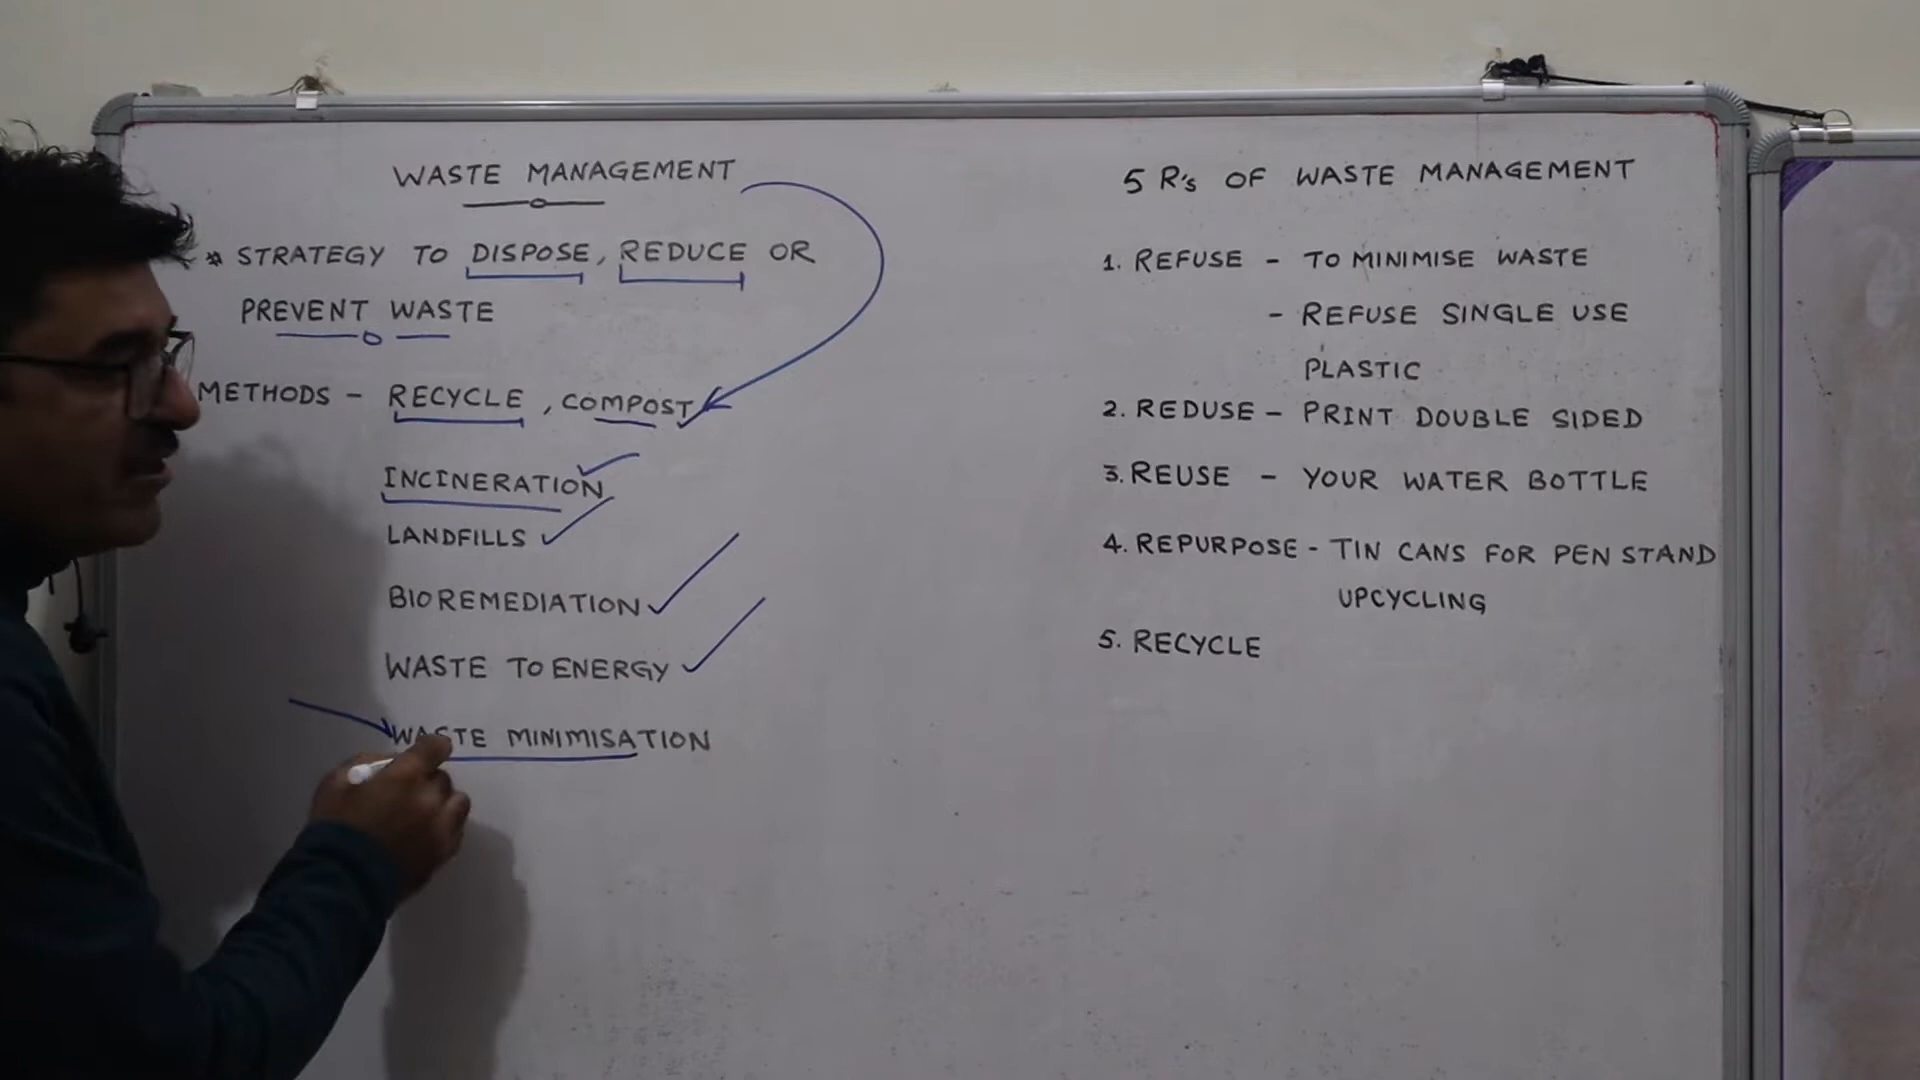 WASTE MANAGEMENT
* STRATEGY TO DISPOSE, REDUCE OR
PREVENT WASTE
METHODS - RECYCLE, COMPOST
INCINERATION
LANDFILLS
BIOREMEDIATION
WASTE TO ENERGY
WASTE MINIMISATION
5 R's OF WASTE MANAGEMENT
1. REFUSE - TO MINIMISE WASTE
- REFUSE SINGLE USE
PLASTIC
2. REDUSE - PRINT DOUBLE SIDED
3. REUSE - YOUR WATER BOTTLE
4. REPURPOSE - TIN CANS FOR PEN STAND
UPCYCLING
5. RECYCLE